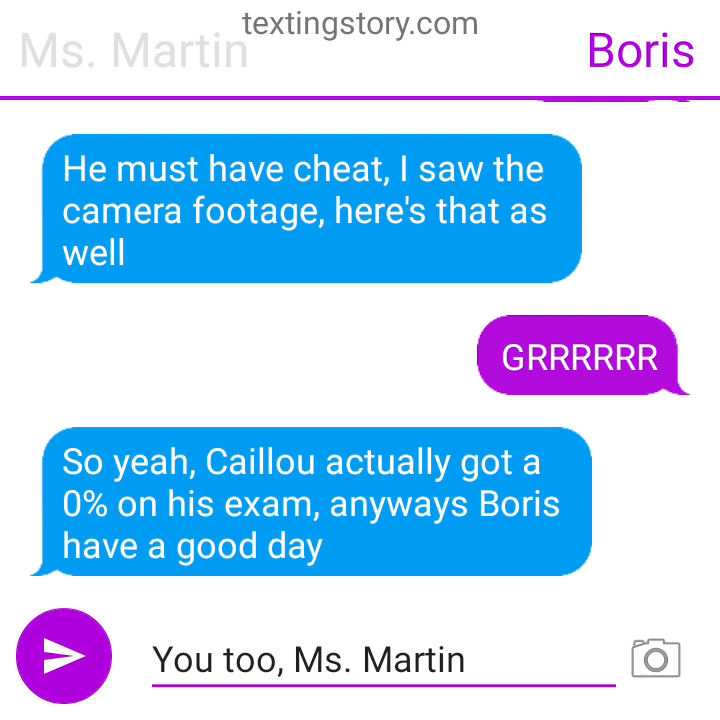 textingstory.com
Ms. Martin
Boris
He must have cheat, I saw the
camera footage, here's that as
well
GRRRRRR
So yeah, Caillou actually got a
0% on his exam, anyways Boris
have a good day
You too, Ms. Martin